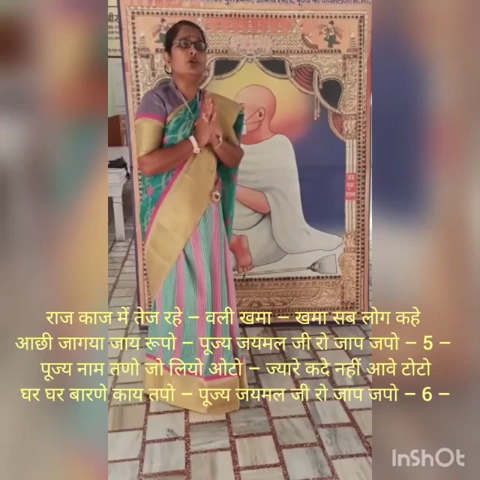 राज काज में तेज रहे – वली खमा – खमा सब लोग कहे
आछी जागया जाय रूपो – पूज्य जयमल जी रो जाप जपो – 5 –
पूज्य नाम तणो जो लियो ओटो – ज्यारे कदे नहीं आवे टोटो
घर घर बारणे काय तपो – पूज्य जयमल जी रो जाप जपो – 6 –
InShOt